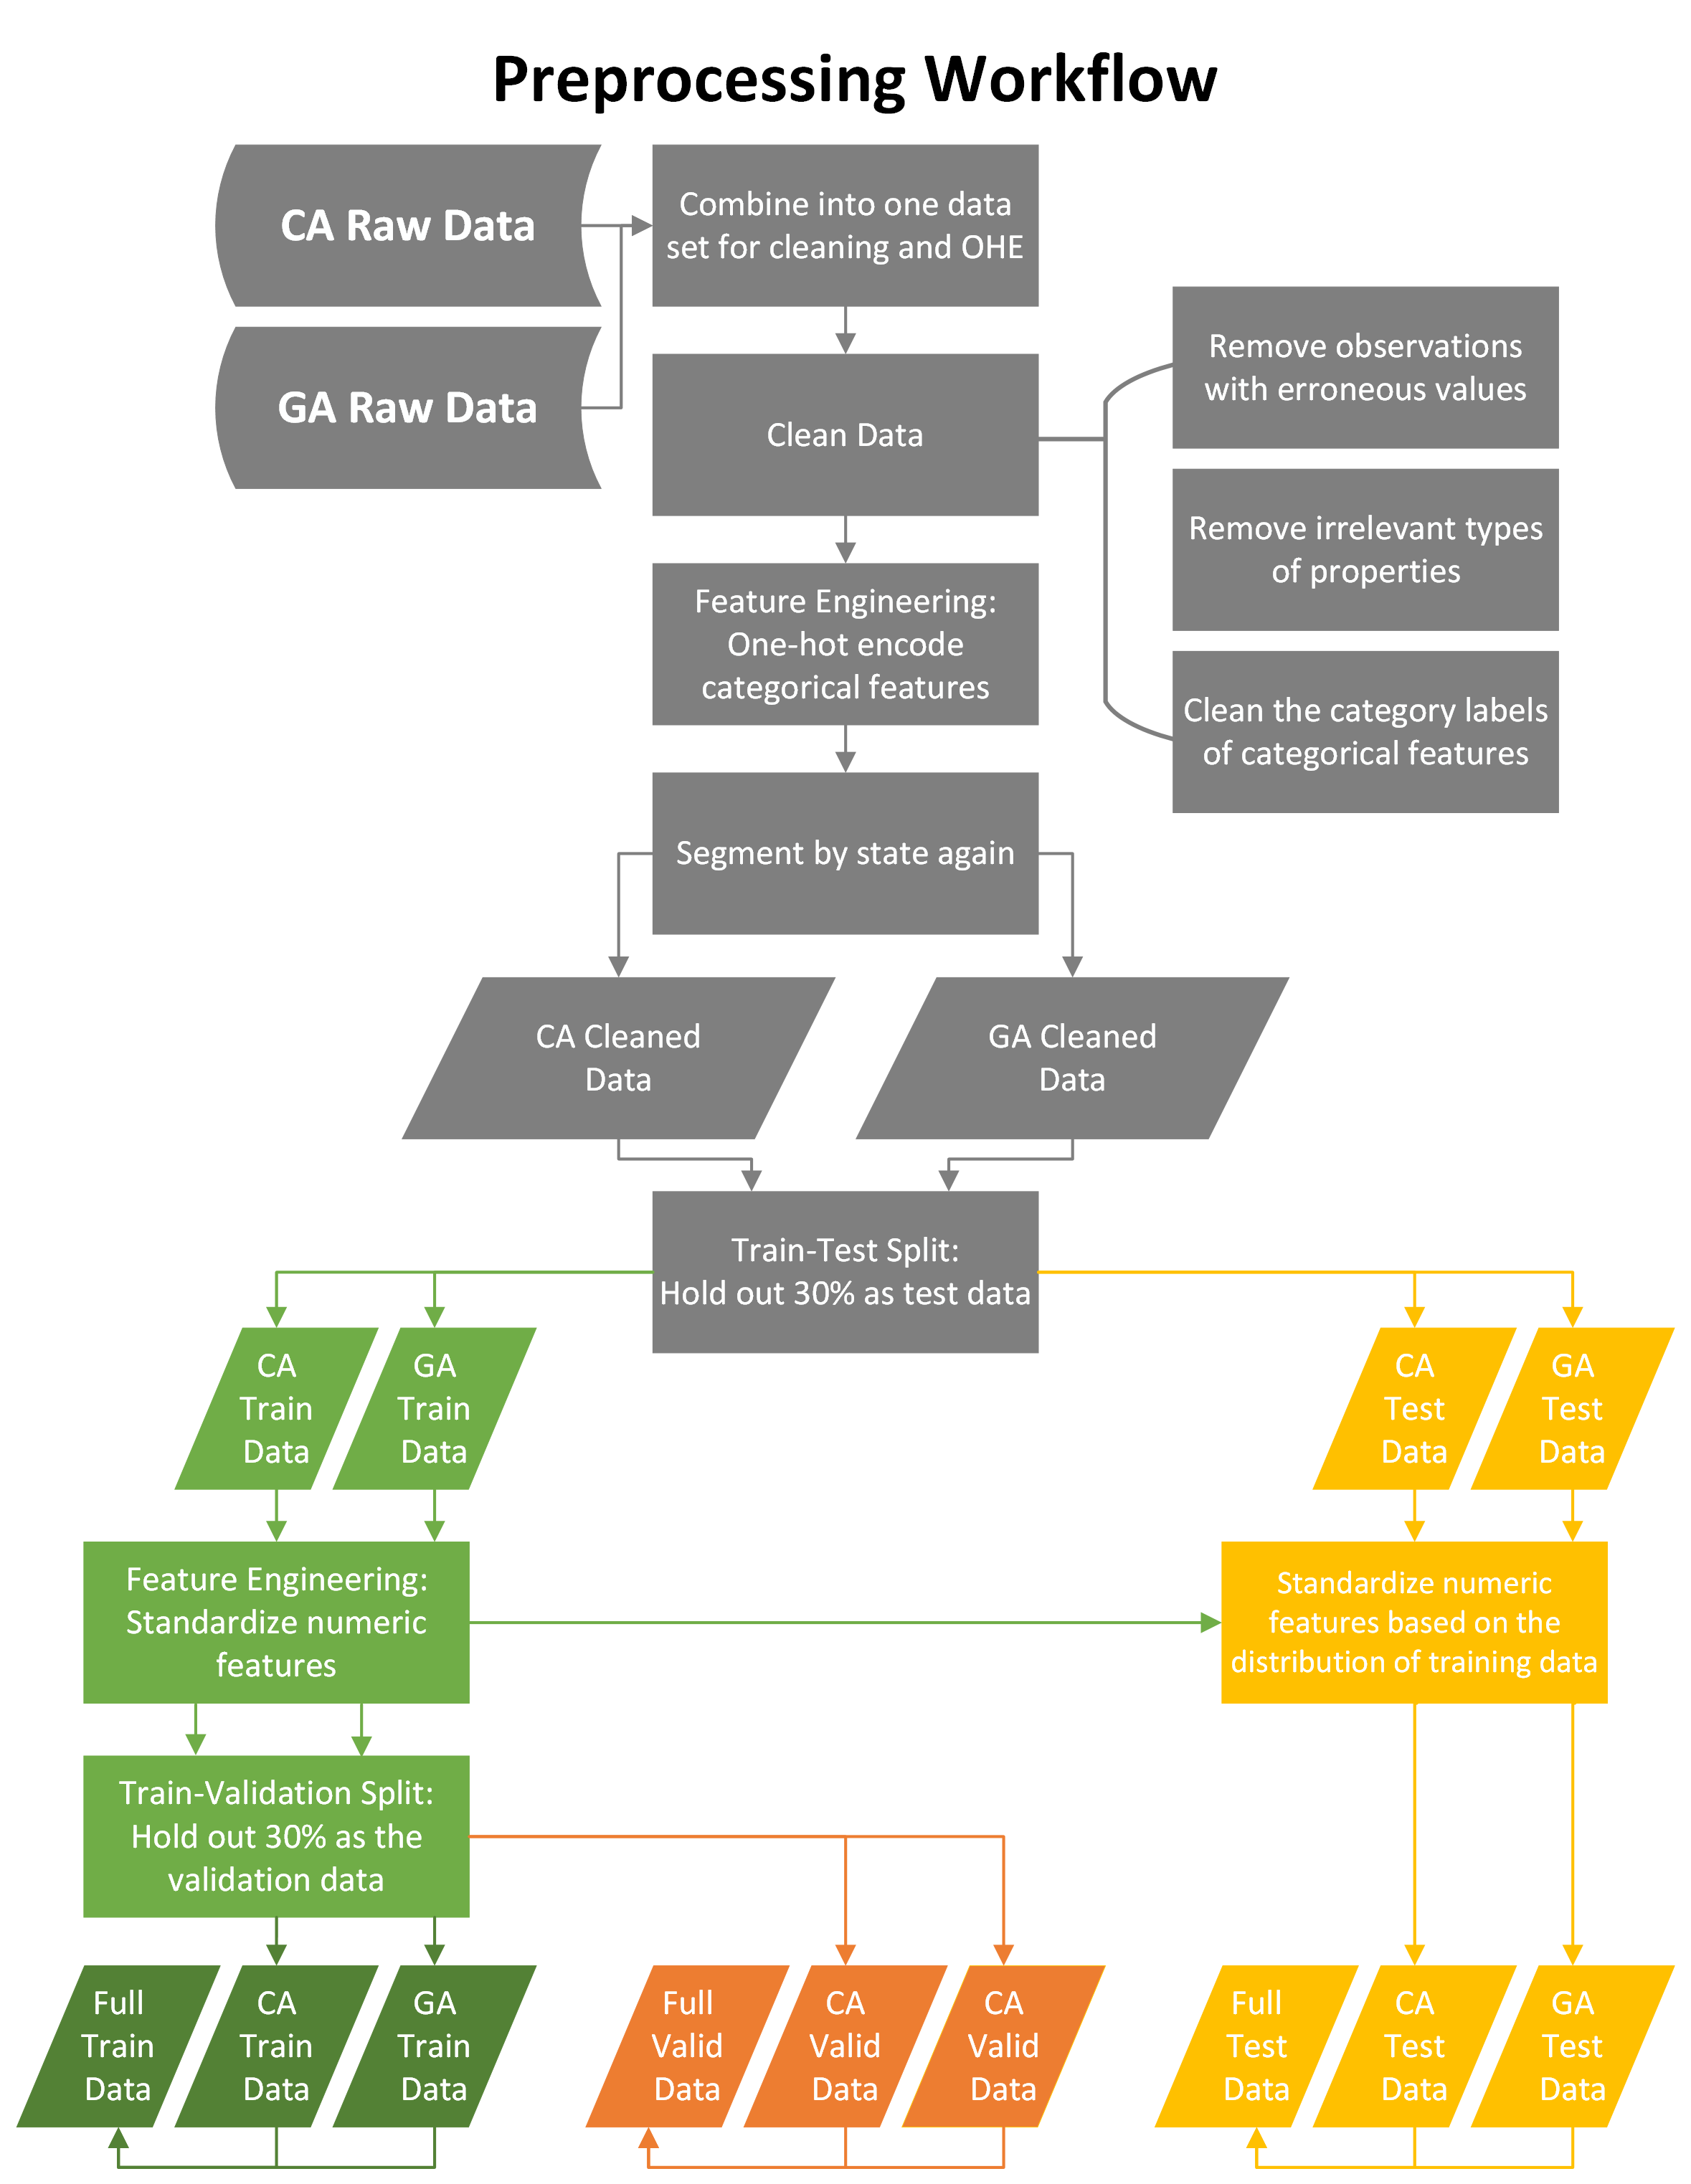 Preprocessing Workflow
CA Raw Data
Combine into one data
set for cleaning and OHE
GA Raw Data
Clean Data
Remove observations
with erroneous values
Remove irrelevant types
of properties
Clean the category labels
of categorical features
Feature Engineering:
One-hot encode
categorical features
Segment by state again
CA Cleaned
Data
GA Cleaned
Data
Train-Test Split:
Hold out 30% as test data
CA
Train
Data
GA
Train
Data
CA
Test
Data
GA
Test
Data
Feature Engineering:
Standardize numeric
features
Standardize numeric
features based on the
distribution of training data
Train-Validation Split:
Hold out 30% as the
validation data
Full
Train
Data
CA
Train
Data
GA
Train
Data
Full
Valid
Data
CA
Valid
Data
CA
Valid
Data
Full
Test
Data
CA
Test
Data
GA
Test
Data